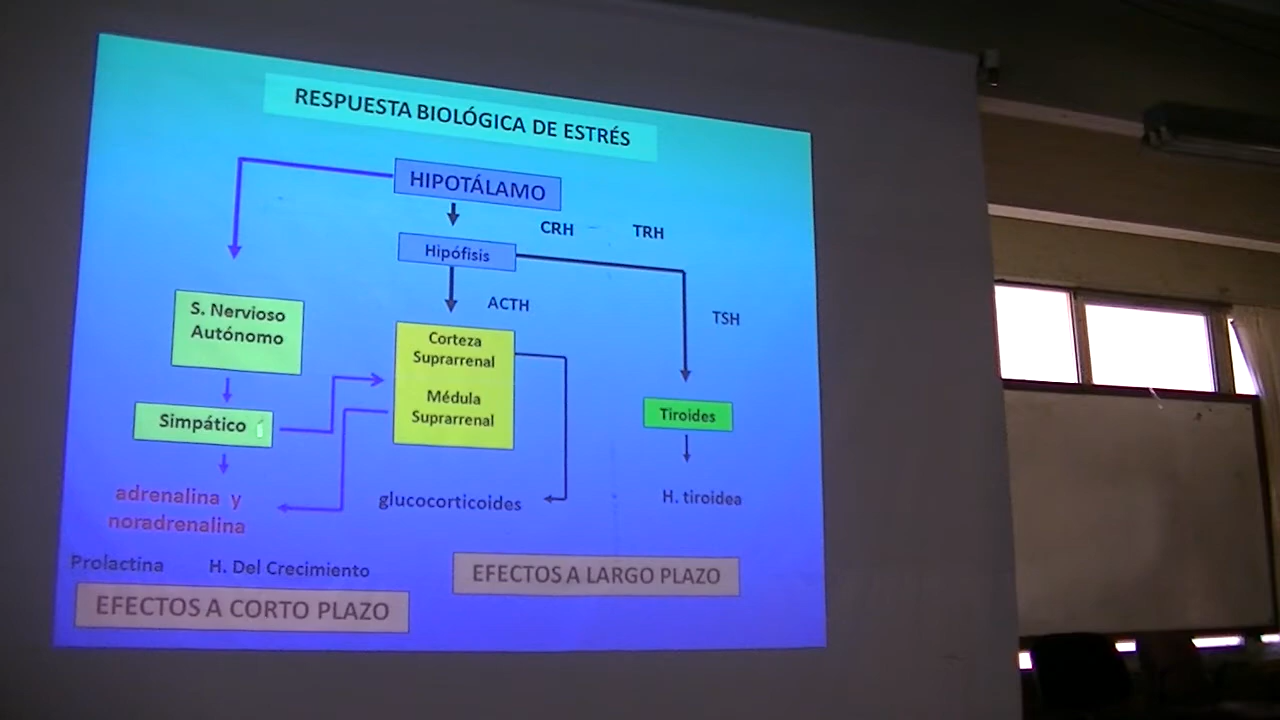 RESPUESTA BIOLÓGICA DE ESTRÉS
HIPOTÁLAMO
CRH
TRH
Hipófisis
ACTH
TSH
S. Nervioso
Autónomo
Corteza
Suprarrenal
Médula
Suprarrenal
Simpático
Tiroides
adrenalina y
noradrenalina
glucocorticoides
H. tiroidea
Prolactina
H. Del Crecimiento
EFECTOS A LARGO PLAZO
EFECTOS A CORTO PLAZO